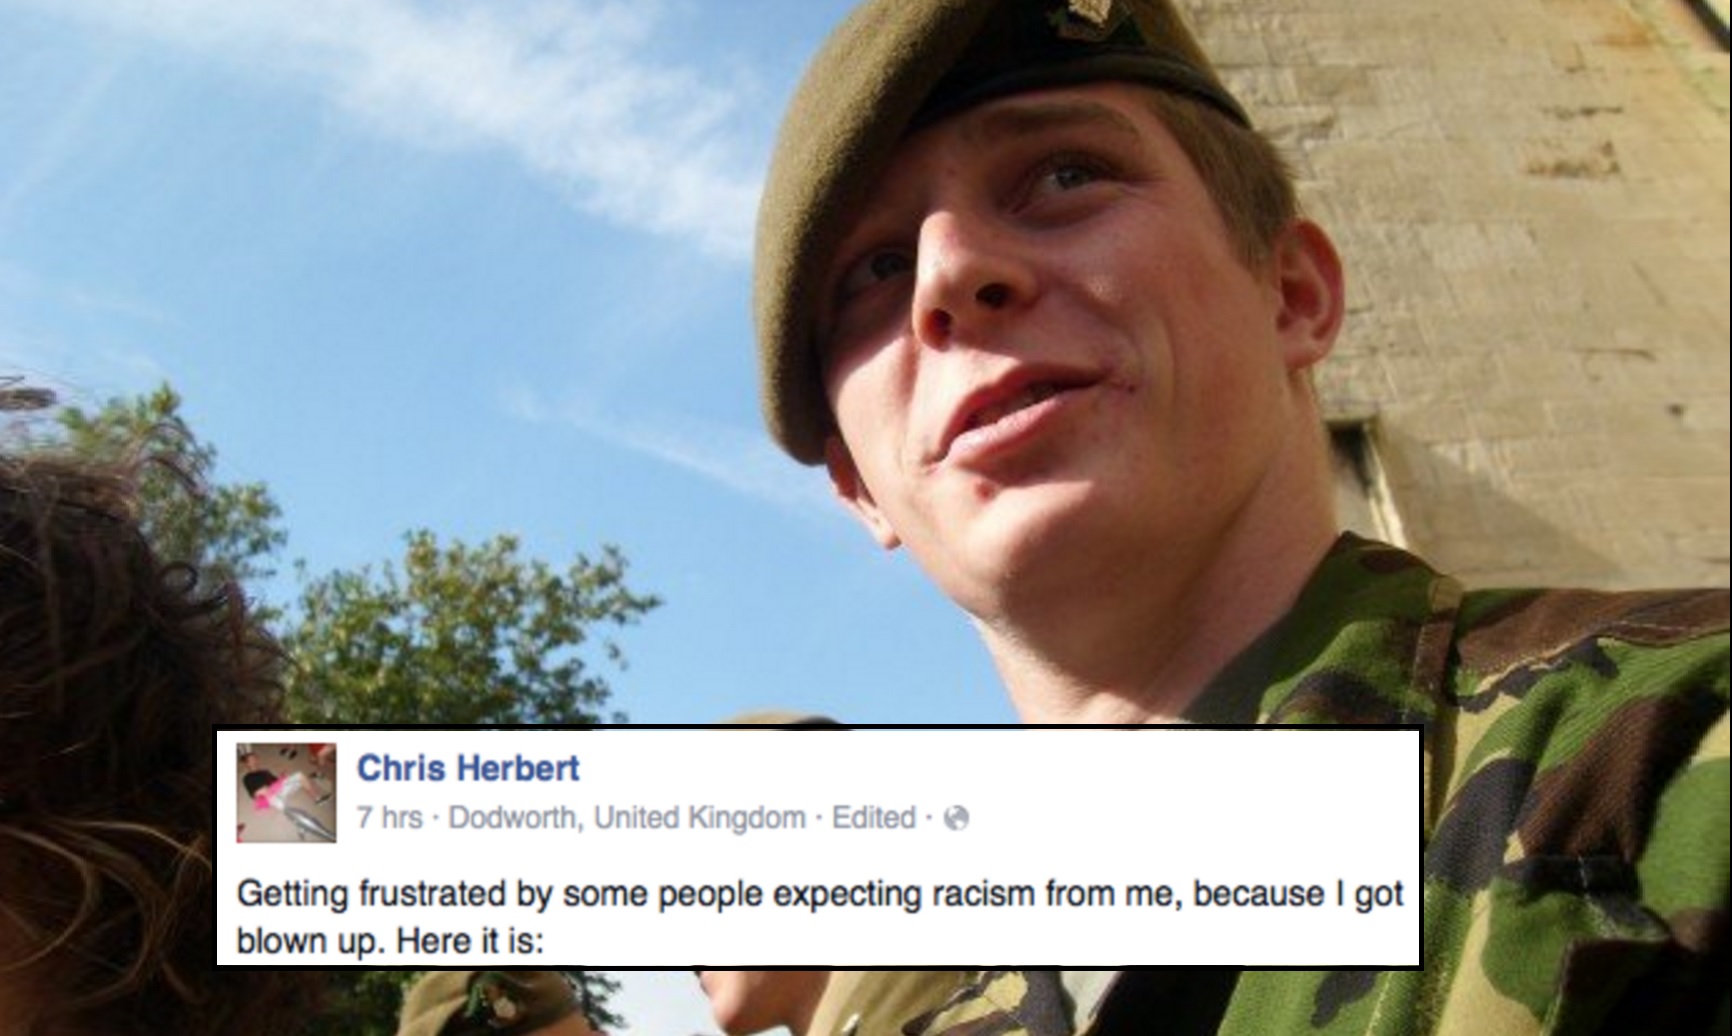 Chris Herbert
7 hrs · Dodworth, United Kingdom · Edited ·
Getting frustrated by some people expecting racism from me, because I got
blown up. Here it is: